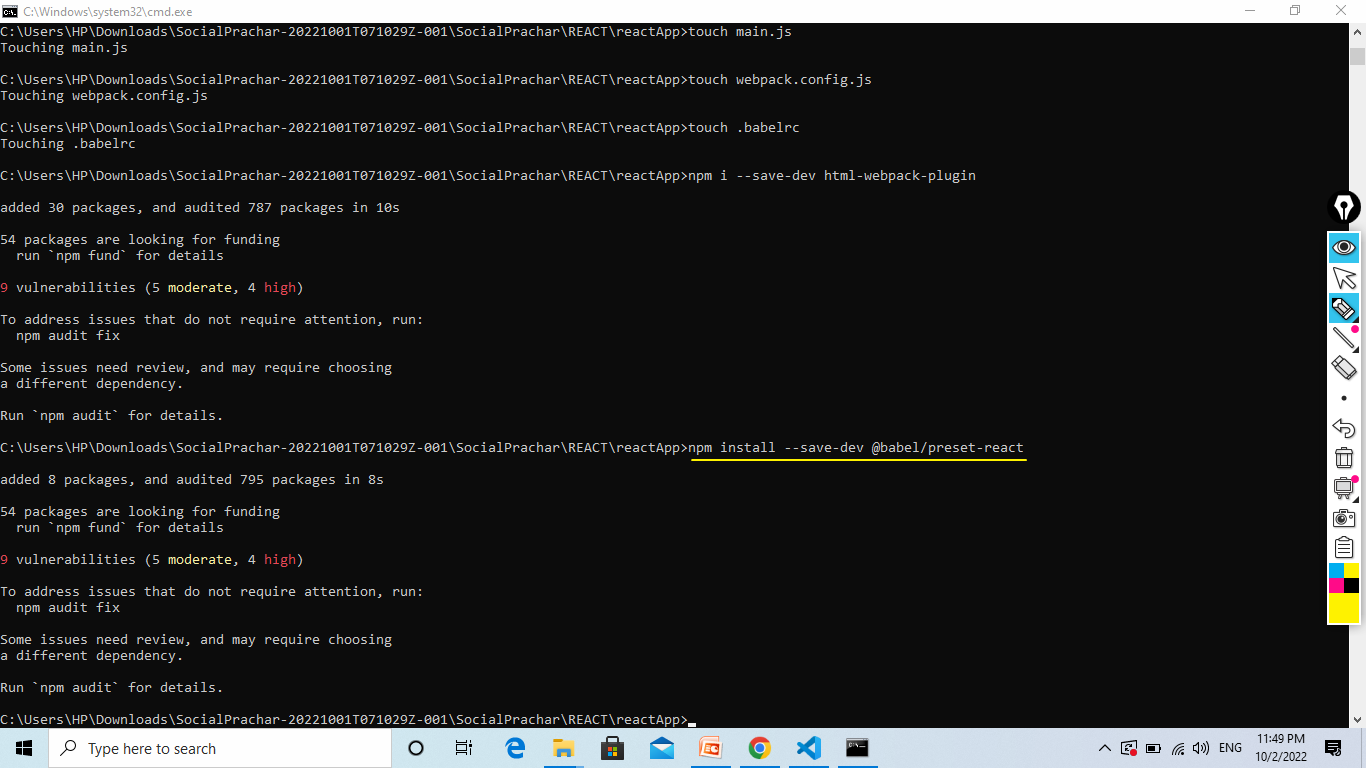 C:\Windows\system32\cmd.exe
C:\Users\HP\Downloads\SocialPrachar-20221001T071029Z-001\SocialPrachar\REACT\reactApp>touch main.js
Touching main.js
C:\Users\HP\Downloads\SocialPrachar-20221001T071029Z-001\SocialPrachar\REACT\reactApp>touch webpack.config.js
Touching webpack.config.js
C:\Users\HP\Downloads\SocialPrachar-20221001T071029Z-001\SocialPrachar\REACT\reactApp>touch .babelrc
Touching .babelrc
C:\Users\HP\Downloads\SocialPrachar-20221001T071029Z-001\SocialPrachar\REACT\reactApp>npm i --save-dev html-webpack-plugin
added 30 packages, and audited 787 packages in 10s
54 packages are looking for funding
run `npm fund` for details
9 vulnerabilities (5 moderate, 4 high)
To address issues that do not require attention, run:
npm audit fix
Some issues need review, and may require choosing
a different dependency.
Run `npm audit` for details.
C:\Users\HP\Downloads\SocialPrachar-20221001T071029Z-001\SocialPrachar\REACT\reactApp>npm install --save-dev @babel/preset-react
added 8 packages, and audited 795 packages in 8s
54 packages are looking for funding
run `npm fund` for details
9 vulnerabilities (5 moderate, 4 high)
To address issues that do not require attention, run:
npm audit fix
Some issues need review, and may require choosing
a different dependency.
Run `npm audit` for details.
C:\Users\HP\Downloads\SocialPrachar-20221001T071029Z-001\SocialPrachar\REACT\reactApp>
Type here to search
ENG
11:49 PM
10/2/2022